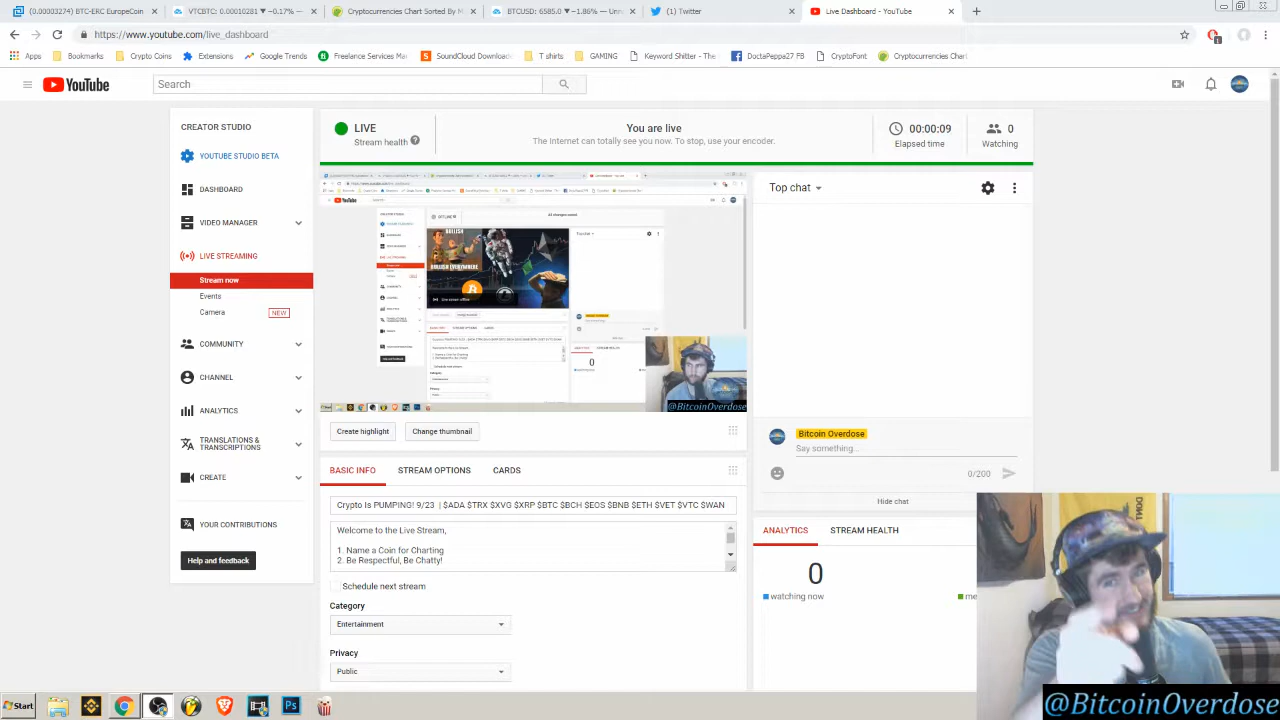 (0.00003274) BTC-ERC EuropeCoin
VTCBTC: 0.00010281 ▼−0.17%
Cryptocurrencies Chart Sorted By M
BTCUSD: 6585.0 ▼−1.86%
(1) Twitter
Live Dashboard - YouTube
https://www.youtube.com/live_dashboard
Bookmarks
Crypto Coins
Extensions
Google Trends
Freelance Services Mar
SoundCloud Download
T shirts
GAMING
Keyword Shitter - The
DoctaPeppa27 FB
CryptoFont
Cryptocurrencies Chart
YouTube
Search
CREATOR STUDIO
YOUTUBE STUDIO BETA
DASHBOARD
VIDEO MANAGER
LIVE STREAMING
Stream now
Events
Camera
NEW
COMMUNITY
CHANNEL
ANALYTICS
TRANSLATIONS &
TRANSCRIPTIONS
CREATE
YOUR CONTRIBUTIONS
Help and feedback
LIVE
Stream health
You are live
The Internet can totally see you now. To stop, use your encoder.
00:00:09
Elapsed time
0
Watching
BULLISH
BULLISH EVERYWHERE
@BitcoinOverdose
Create highlight
Change thumbnail
BASIC INFO
STREAM OPTIONS
CARDS
Crypto Is PUMPING! 9/23 | $ADA $TRX $XVG $XRP $BTC $BCH $EOS $BNB $ETH $VET $VTC $WAN
Welcome to the Live Stream,
1. Name a Coin for Charting
2. Be Respectful, Be Chatty!
Schedule next stream
Category
Entertainment
Privacy
Public
Top chat
Bitcoin Overdose
Say something...
0/200
Hide chat
ANALYTICS
STREAM HEALTH
0
watching now
me
@BitcoinOverdose
Start